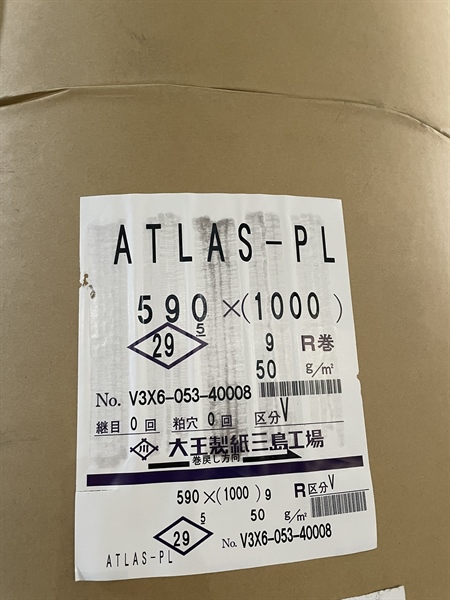 ATLAS-PL
590 ×(1000)
29 5 9 R巻
50 g/m²
No. V3X6-053-40008
継目 0 回 粕穴 0 回 区分V
川 大王製紙三島工場
巻戻し方向
590 ×(1000) 9 R 区分V
29 5 50 g/m²
No. V3X6-053-40008
ATLAS-PL